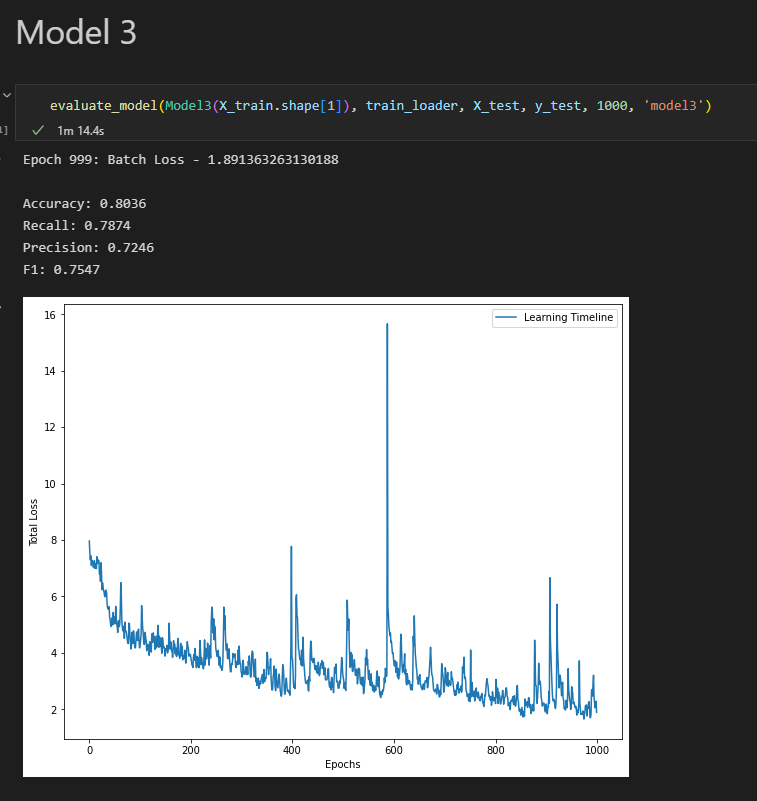 Model 3
evaluate_model(Model3(X_train.shape[1]), train_loader, X_test, y_test, 1000, 'model3')
1m 14.4s
Epoch 999: Batch Loss - 1.891363263130188
Accuracy: 0.8036
Recall: 0.7874
Precision: 0.7246
F1: 0.7547
Learning Timeline
16
14
12
10
8
6
4
2
Total Loss
0
200
400
600
800
1000
Epochs